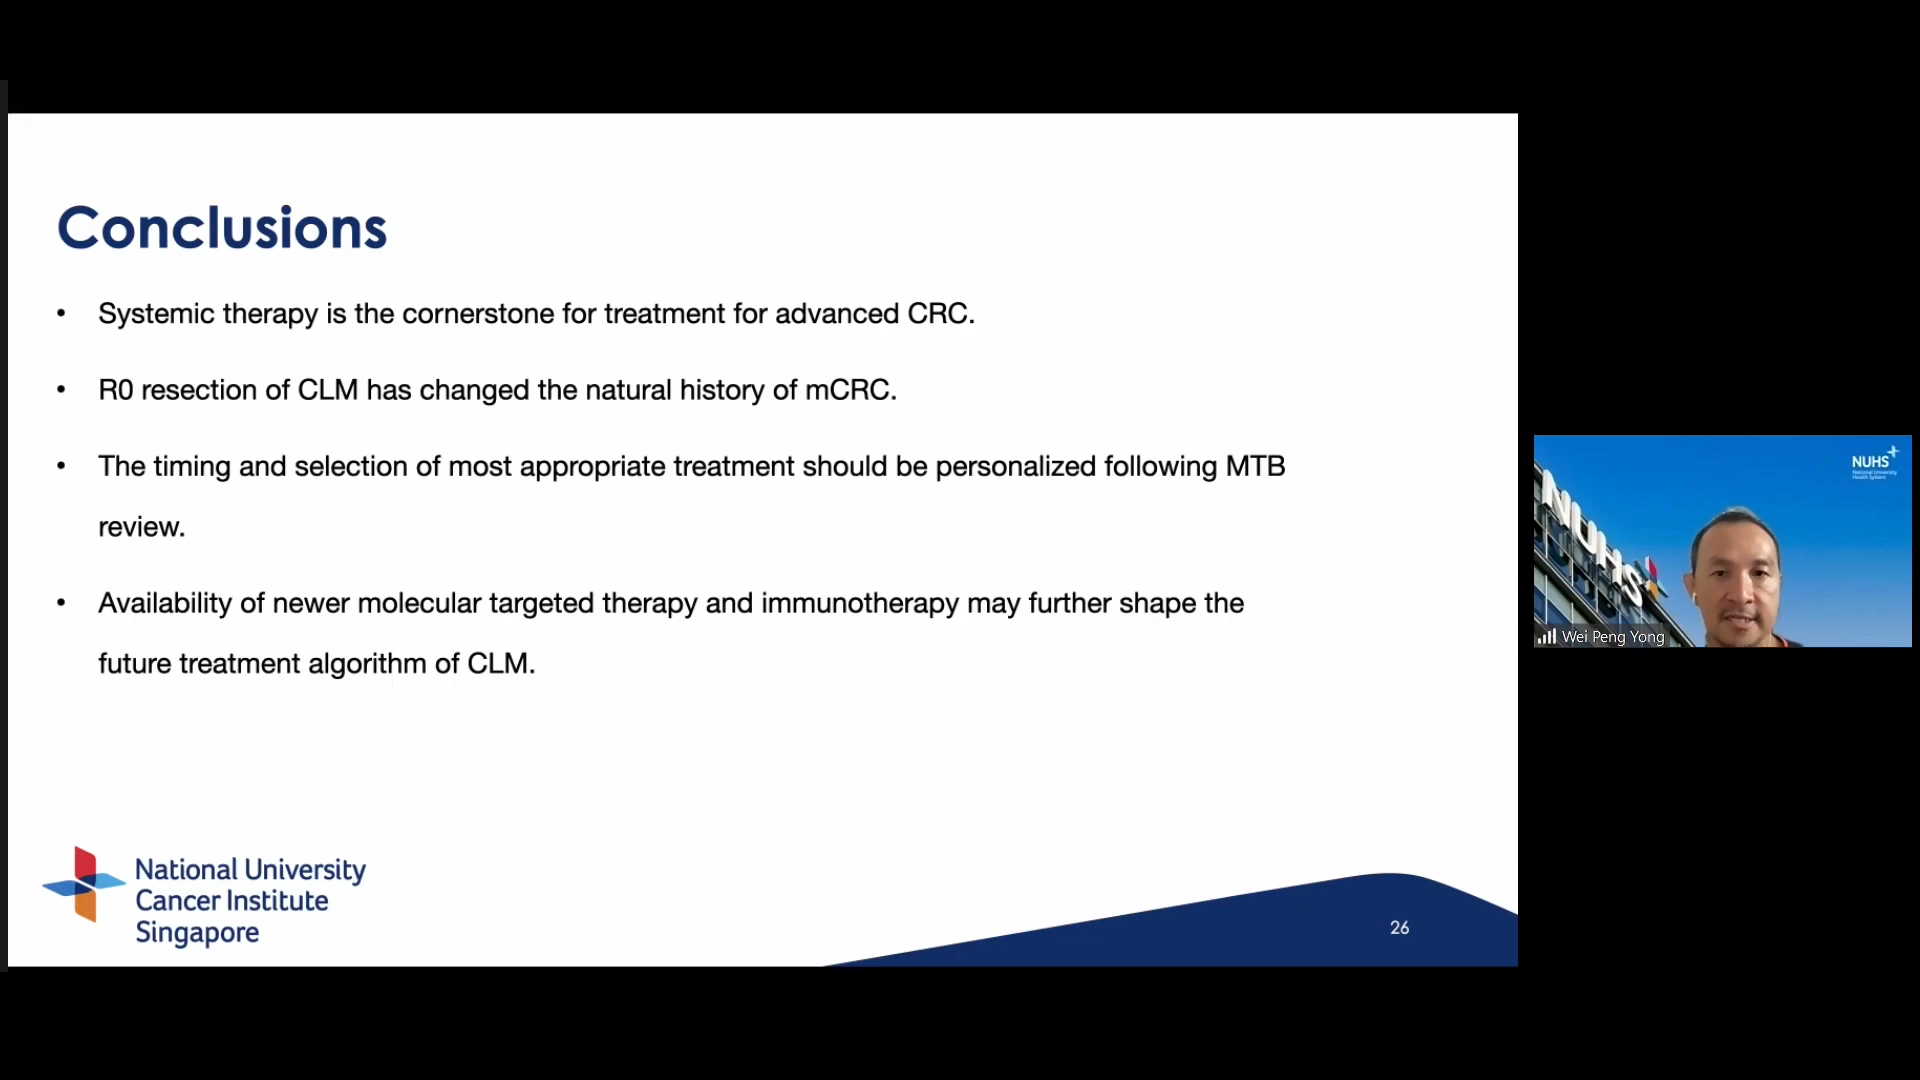 Conclusions
• Systemic therapy is the cornerstone for treatment for advanced CRC.
• R0 resection of CLM has changed the natural history of mCRC.
• The timing and selection of most appropriate treatment should be personalized following MTB
review.
• Availability of newer molecular targeted therapy and immunotherapy may further shape the
future treatment algorithm of CLM.
National University
Cancer Institute
Singapore
26
NUHS
National University
Health System
NUHS
Wei Peng Yong